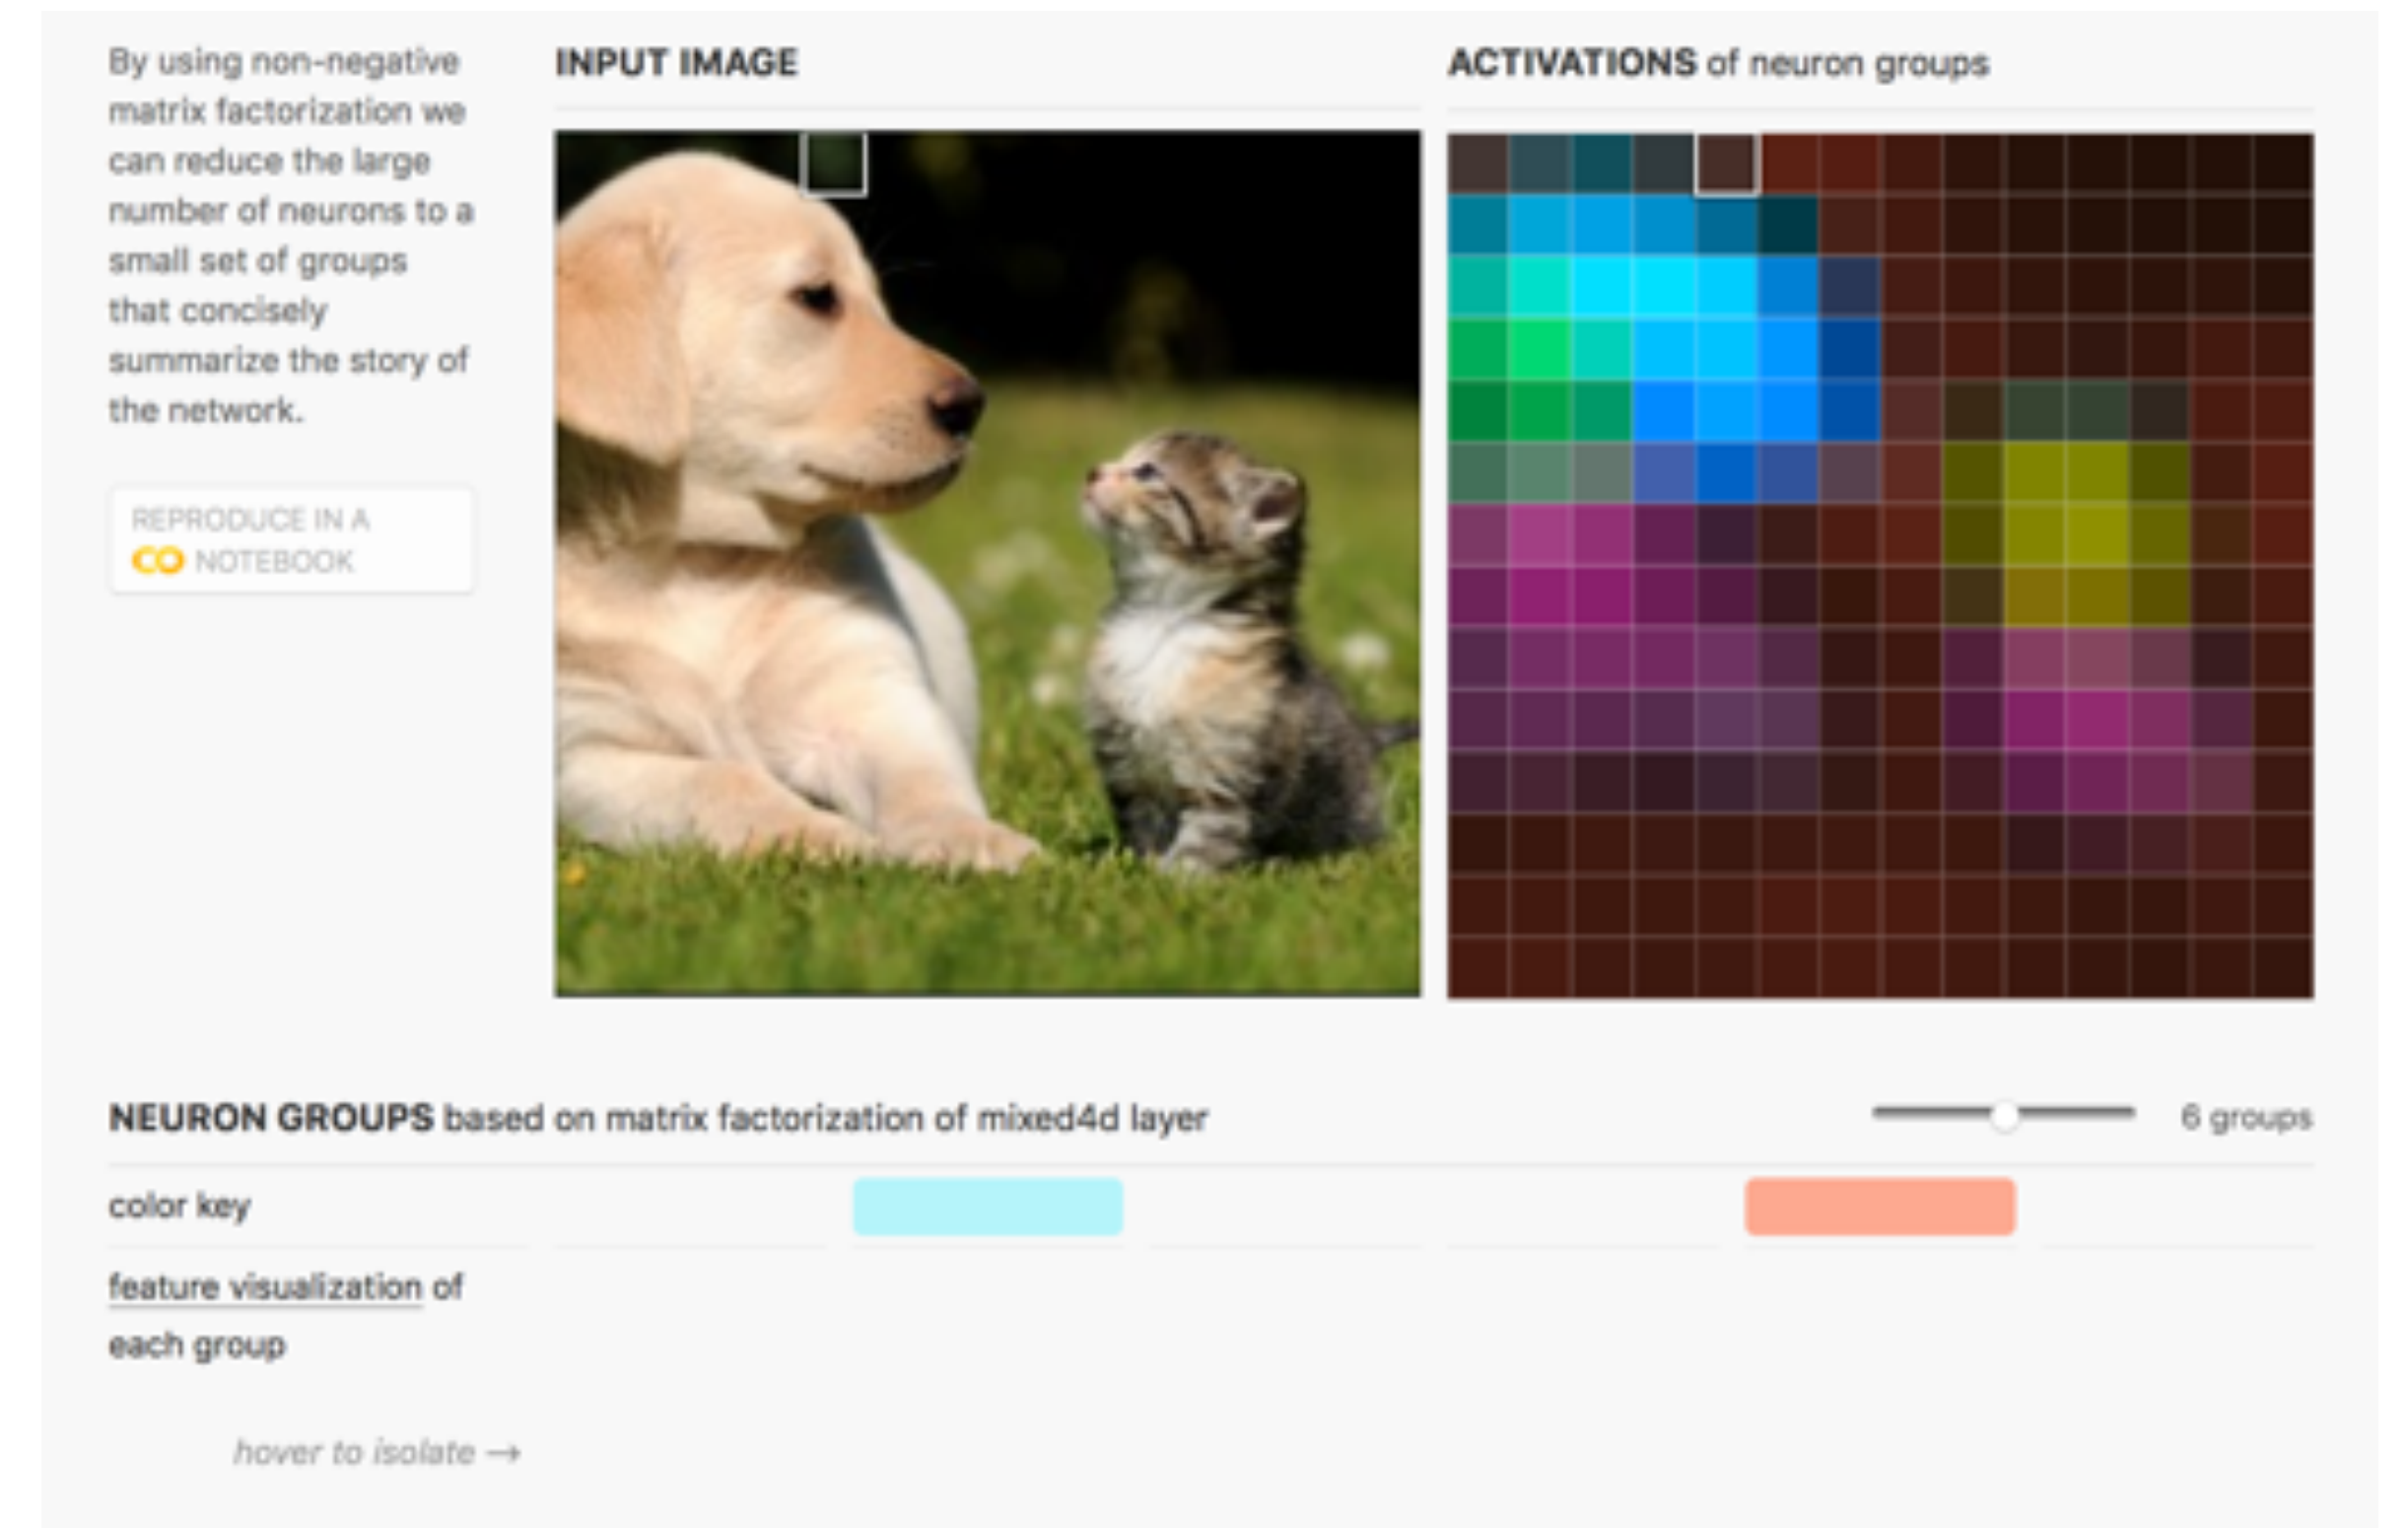 By using non-negative
matrix factorization we
can reduce the large
number of neurons to a
small set of groups
that concisely
summarize the story of
the network.
REPRODUCE IN A
CO NOTEBOOK
INPUT IMAGE
ACTIVATIONS of neuron groups
NEURON GROUPS based on matrix factorization of mixed4d layer
6 groups
color key
feature visualization of
each group
hover to isolate →